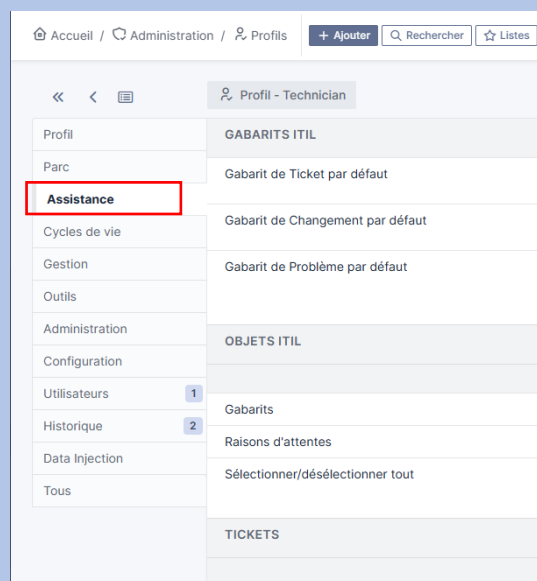 Accueil / Administration / Profils + Ajouter Rechercher Listes
Profil - Technician
Profil
Parc
Assistance
Cycles de vie
Gestion
Outils
Administration
Configuration
Utilisateurs 1
Historique 2
Data Injection
Tous
GABARITS ITIL
Gabarit de Ticket par défaut
Gabarit de Changement par défaut
Gabarit de Problème par défaut
OBJETS ITIL
Gabarits
Raisons d'attentes
Sélectionner/désélectionner tout
TICKETS